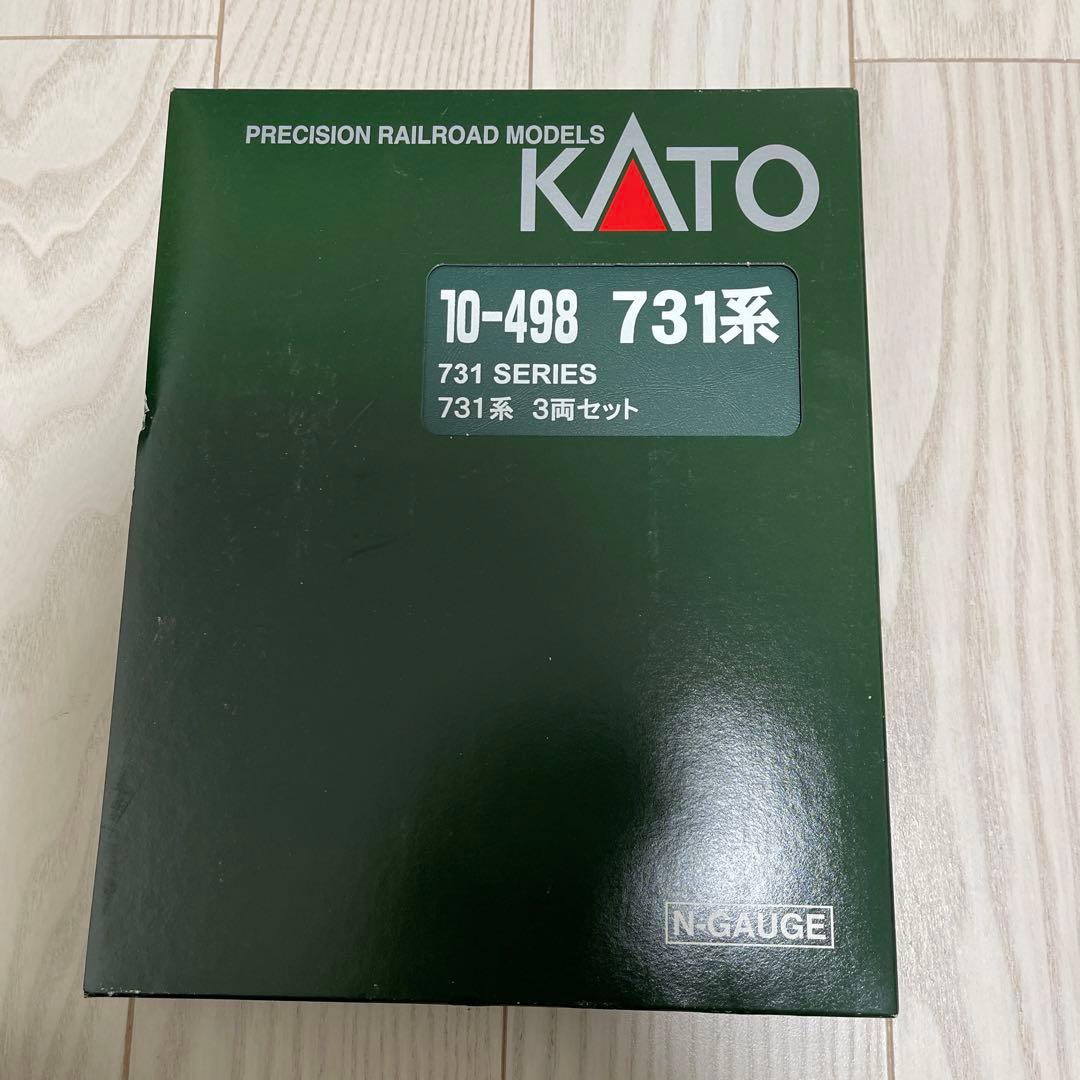 PRECISION RAILROAD MODELS
KATO
10-498 731系
731 SERIES
731系 3両セット
N-GAUGE